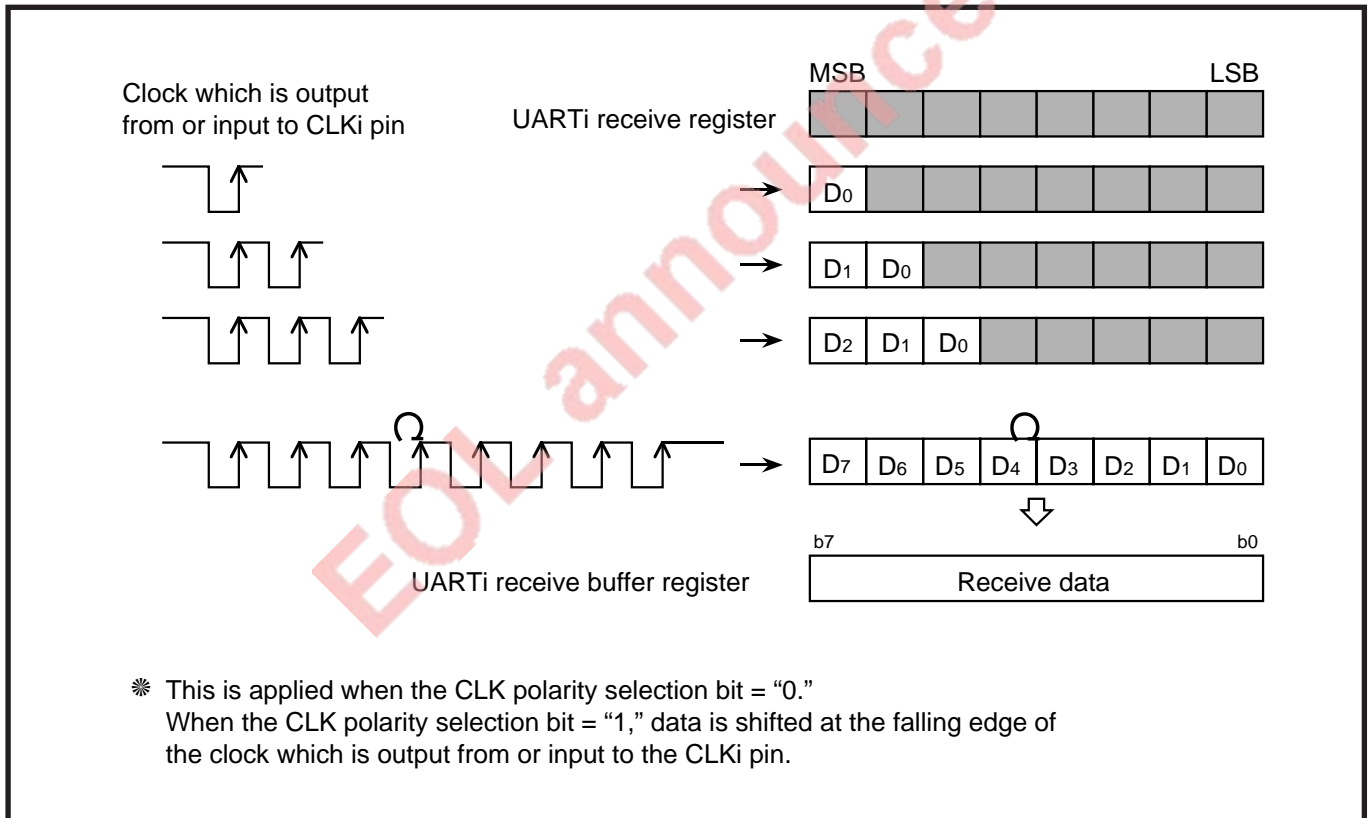 MSB LSB
Clock which is output
from or input to CLKi pin
UARTi receive register
D0
D1 D0
D2 D1 D0
D7 D6 D5 D4 D3 D2 D1 D0
b7 b0
UARTi receive buffer register
Receive data
※ This is applied when the CLK polarity selection bit = “0.”
When the CLK polarity selection bit = “1,” data is shifted at the falling edge of
the clock which is output from or input to the CLKi pin.
EOL announce